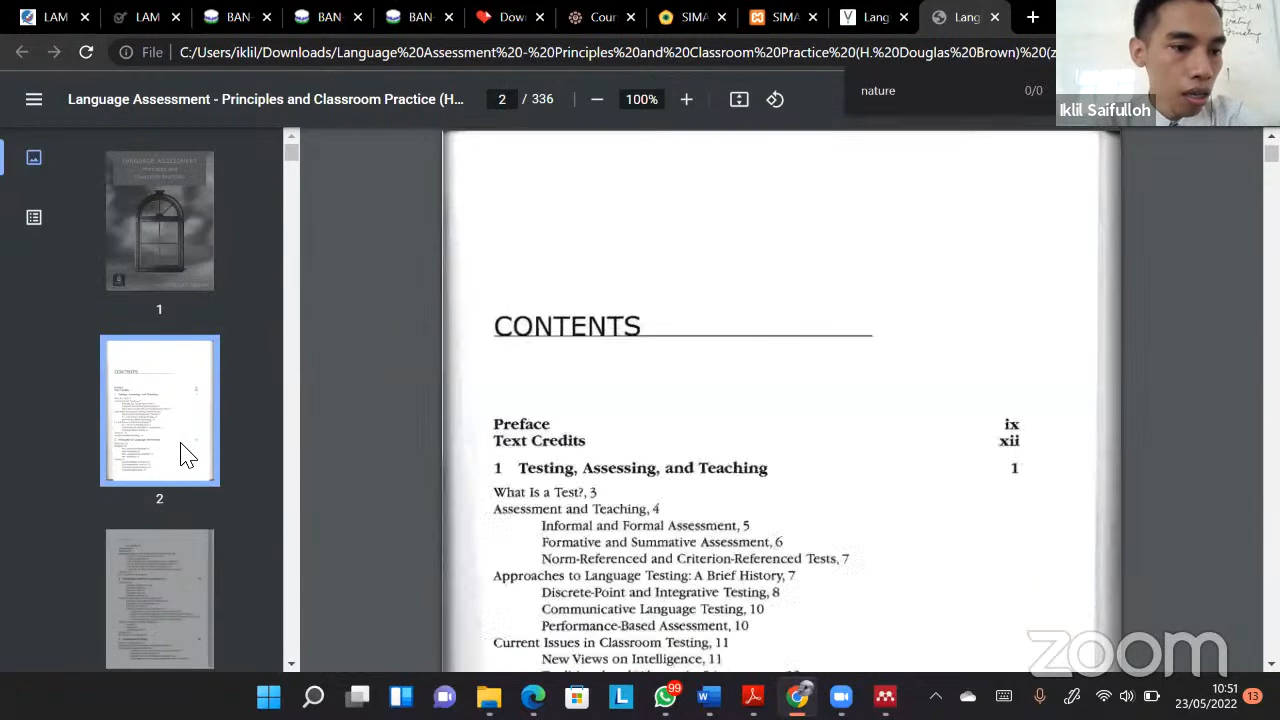 LAM
LAM
BAN-
LAM
BAN-
Dow
Cour
SIMA
SIMA
Lang
Lang
File
C:/Users/iklil/Downloads/Language%20Assessment%20-%20Principles%20and%20Classroom%20Practice%20(H.%20Douglas%20Brown)%20(z
Language Assessment - Principles and Classroom Practice (H...
2 / 336
100%
nature
0/0
Iklil Saifulloh
LANGUAGE ASSESSMENT
1
2
CONTENTS
Preface ix
Text Credits xii
1 Testing, Assessing, and Teaching 1
What Is a Test?, 3
Assessment and Teaching, 4
Informal and Formal Assessment, 5
Formative and Summative Assessment, 6
Norm-Referenced and Criterion-Referenced Tests, 7
Approaches to Language Testing: A Brief History, 7
Discrete-Point and Integrative Testing, 8
Communicative Language Testing, 10
Performance-Based Assessment, 10
Current Issues in Classroom Testing, 11
New Views on Intelligence, 11
zoom
99
10:51
23/05/2022
13